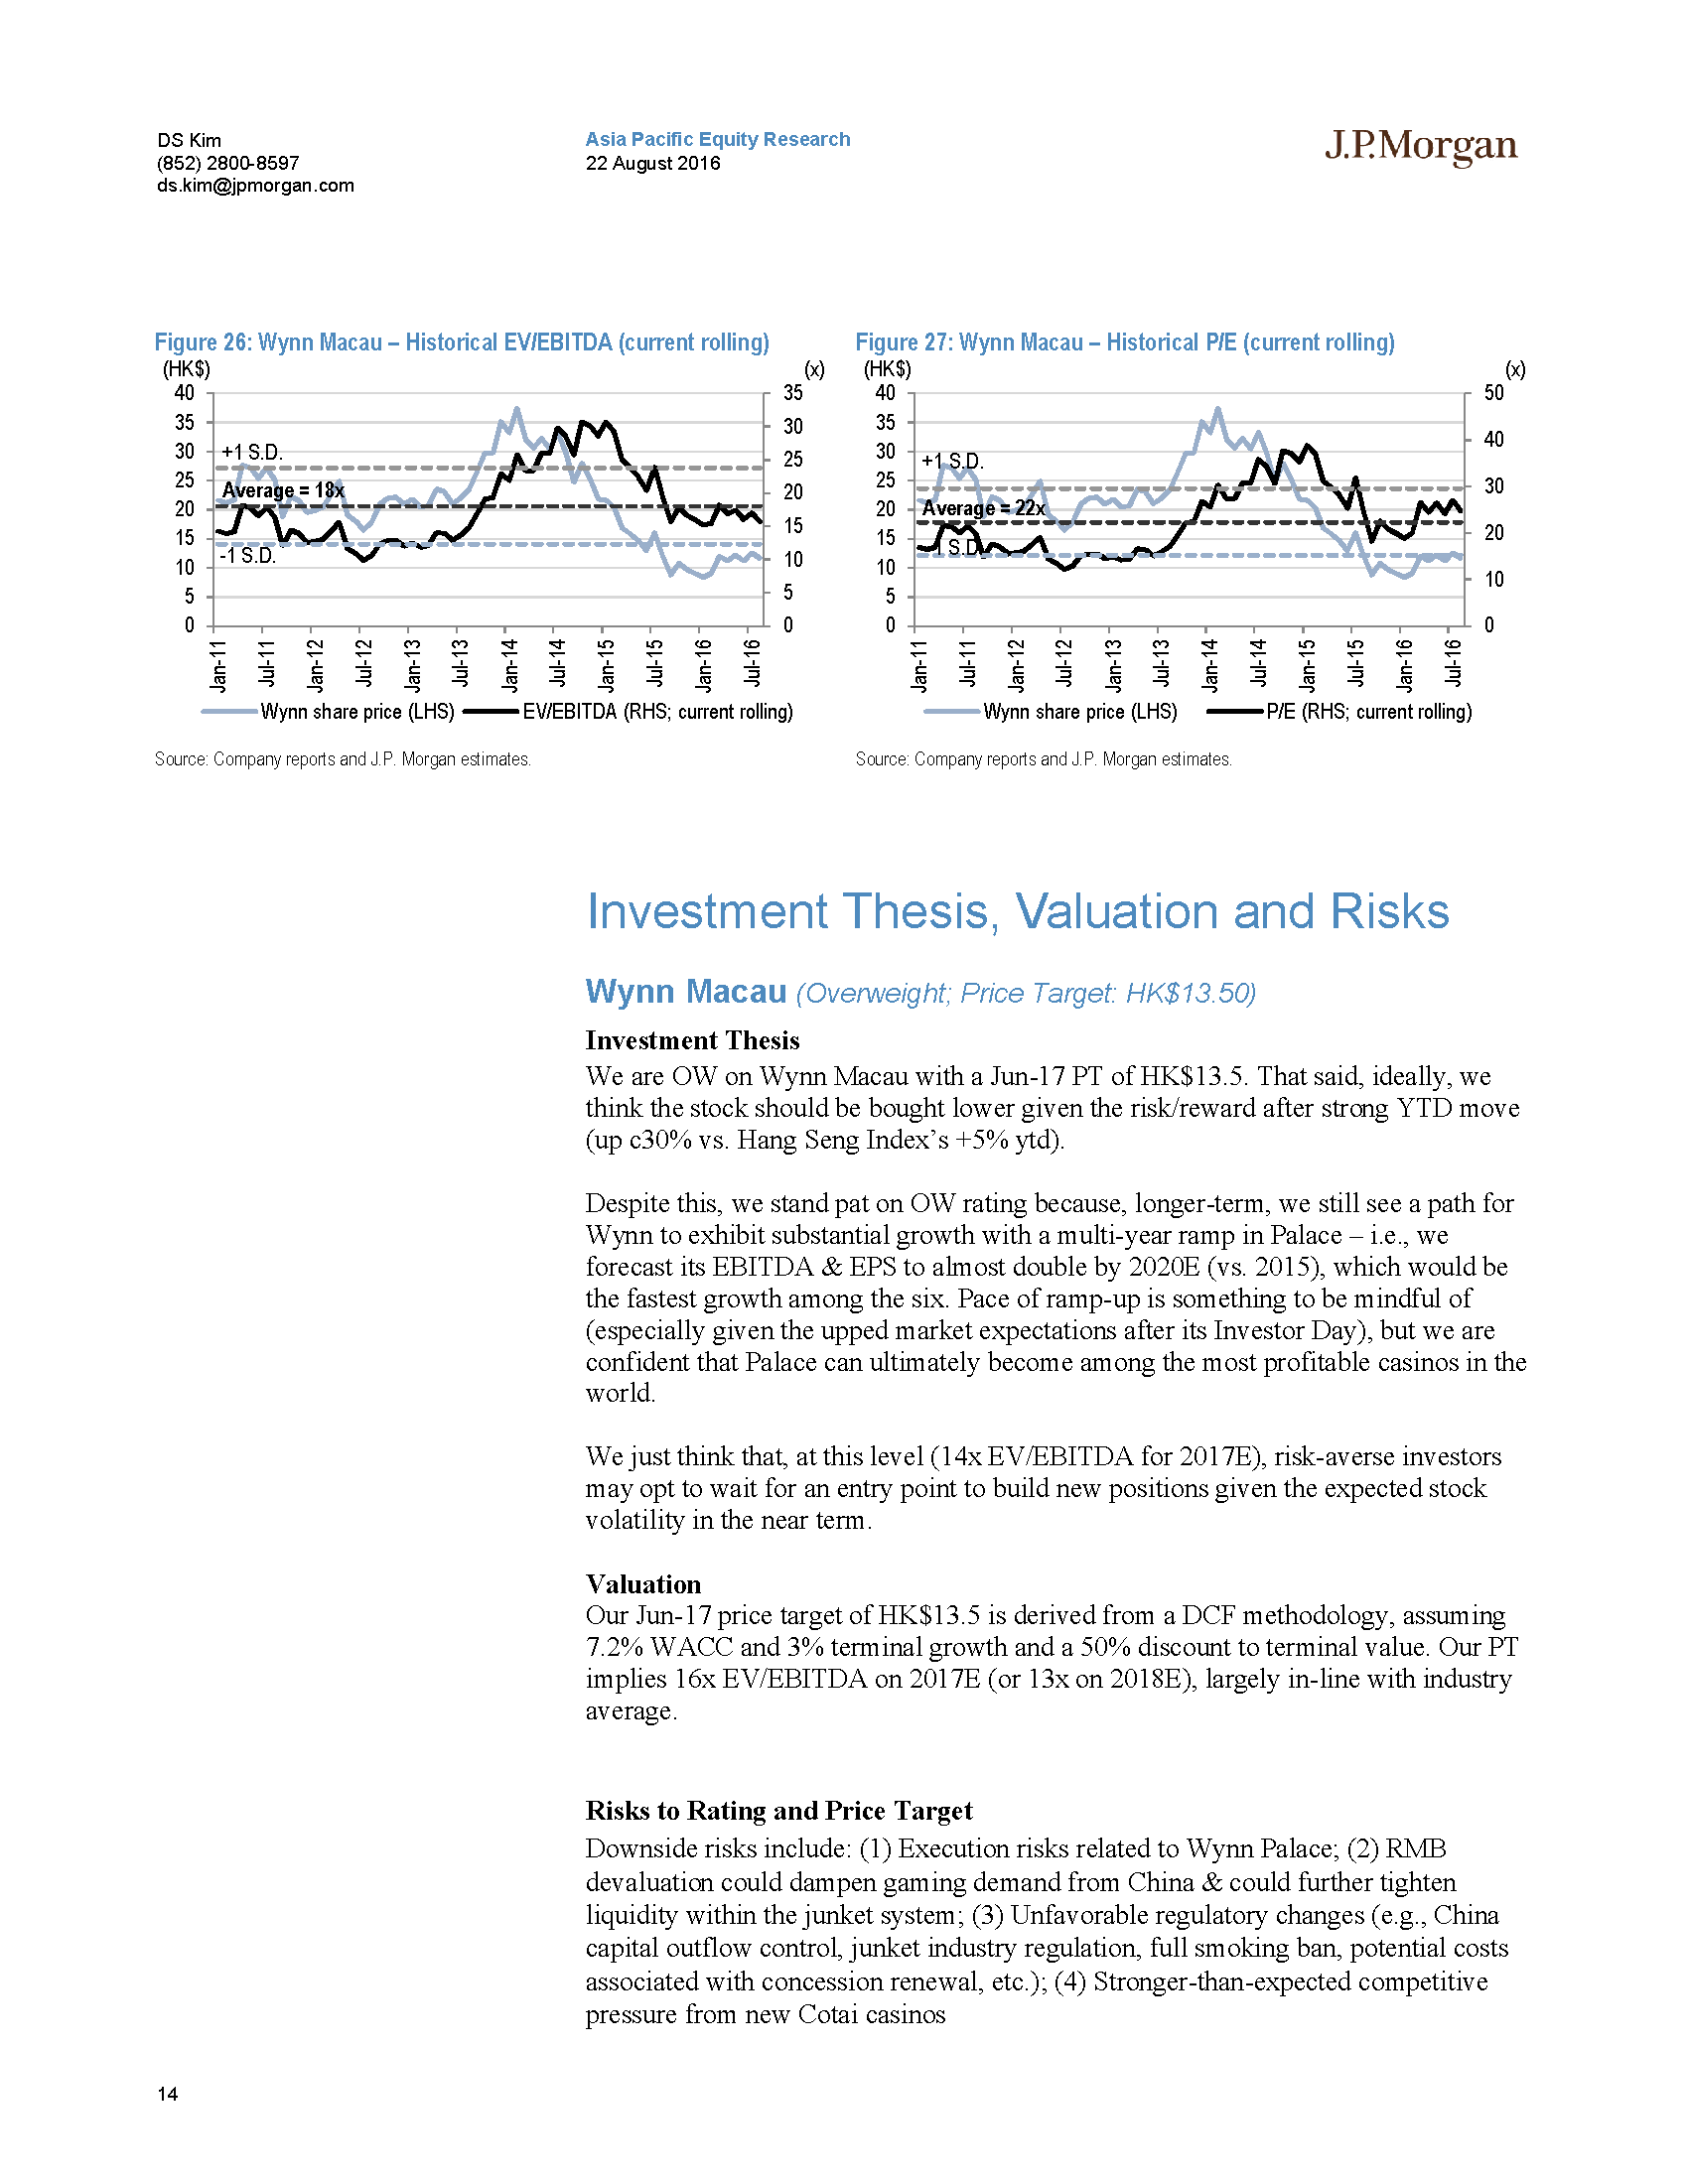 DS Kim
(852) 2800-8597
ds.kim@jpmorgan.com
Asia Pacific Equity Research
22 August 2016
J.P.Morgan
Figure 26: Wynn Macau – Historical EV/EBITDA (current rolling)
(HK$)
(x)
40
35
30
25
20
15
10
5
0
35
30
25
20
15
10
5
0
+1 S.D.
Average = 18x
-1 S.D.
Jan-11
Jul-11
Jan-12
Jul-12
Jan-13
Jul-13
Jan-14
Jul-14
Jan-15
Jul-15
Jan-16
Jul-16
Wynn share price (LHS)
EV/EBITDA (RHS; current rolling)
Source: Company reports and J.P. Morgan estimates.
Figure 27: Wynn Macau – Historical P/E (current rolling)
(HK$)
(x)
40
35
30
25
20
15
10
5
0
50
40
30
20
10
0
+1 S.D.
Average = 22x
-1 S.D.
Jan-11
Jul-11
Jan-12
Jul-12
Jan-13
Jul-13
Jan-14
Jul-14
Jan-15
Jul-15
Jan-16
Jul-16
Wynn share price (LHS)
P/E (RHS; current rolling)
Source: Company reports and J.P. Morgan estimates.
Investment Thesis, Valuation and Risks
Wynn Macau (Overweight; Price Target: HK$13.50)
Investment Thesis
We are OW on Wynn Macau with a Jun-17 PT of HK$13.5. That said, ideally, we
think the stock should be bought lower given the risk/reward after strong YTD move
(up c30% vs. Hang Seng Index’s +5% ytd).
Despite this, we stand pat on OW rating because, longer-term, we still see a path for
Wynn to exhibit substantial growth with a multi-year ramp in Palace – i.e., we
forecast its EBITDA & EPS to almost double by 2020E (vs. 2015), which would be
the fastest growth among the six. Pace of ramp-up is something to be mindful of
(especially given the upped market expectations after its Investor Day), but we are
confident that Palace can ultimately become among the most profitable casinos in the
world.
We just think that, at this level (14x EV/EBITDA for 2017E), risk-averse investors
may opt to wait for an entry point to build new positions given the expected stock
volatility in the near term.
Valuation
Our Jun-17 price target of HK$13.5 is derived from a DCF methodology, assuming
7.2% WACC and 3% terminal growth and a 50% discount to terminal value. Our PT
implies 16x EV/EBITDA on 2017E (or 13x on 2018E), largely in-line with industry
average.
Risks to Rating and Price Target
Downside risks include: (1) Execution risks related to Wynn Palace; (2) RMB
devaluation could dampen gaming demand from China & could further tighten
liquidity within the junket system; (3) Unfavorable regulatory changes (e.g., China
capital outflow control, junket industry regulation, full smoking ban, potential costs
associated with concession renewal, etc.); (4) Stronger-than-expected competitive
pressure from new Cotai casinos
14